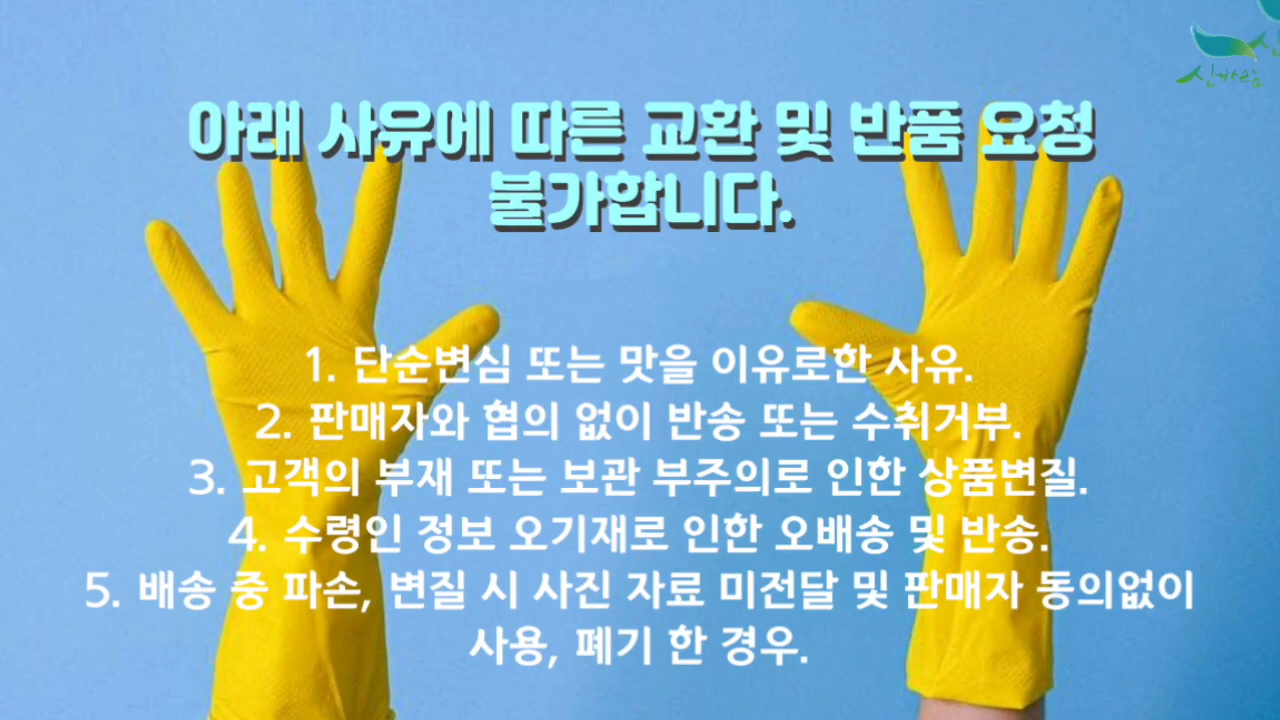 신바람
아래 사유에 따른 교환 및 반품 요청
불가합니다.
1. 단순변심 또는 맛을 이유로한 사유.
2. 판매자와 협의 없이 반송 또는 수취거부.
3. 고객의 부재 또는 보관 부주의로 인한 상품변질.
4. 수령인 정보 오기재로 인한 오배송 및 반송.
5. 배송 중 파손, 변질 시 사진 자료 미전달 및 판매자 동의없이
사용, 폐기 한 경우.